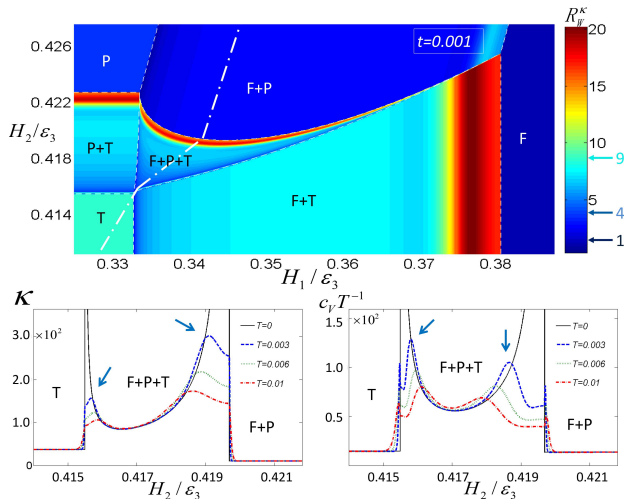 0.426
0.422
0.418
0.414
H₂/ε₃
P
P+T
T
F+P
F+P+T
F+T
F
t=0.001
0.33 0.34 0.35 0.36 0.37 0.38
H₁/ε₃
R_W^κ
20
15
10
5
0
9
4
1
κ
×10²
3
2.0
1.0
0
T
F+P+T
F+P
T=0
T=0.003
T=0.006
T=0.01
0.415 0.417 0.419 0.421
H₂/ε₃
c_V T⁻¹
×10²
1.5
1.0
0.5
T
F+P+T
F+P
T=0
T=0.003
T=0.006
T=0.01
0.415 0.417 0.419 0.421
H₂/ε₃